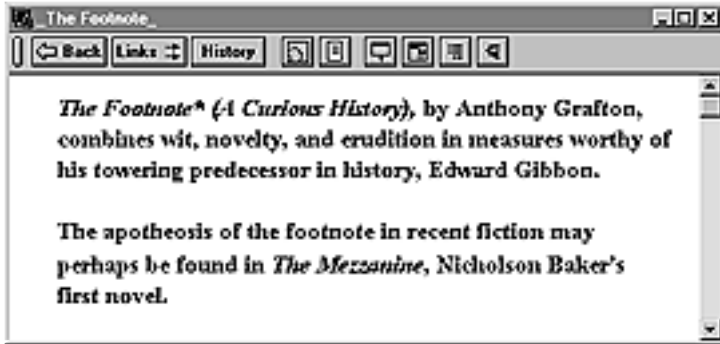 _The Footnote_
Back Links History
The Footnote* (A Curious History), by Anthony Grafton,
combines wit, novelty, and erudition in measures worthy of
his towering predecessor in history, Edward Gibbon.
The apotheosis of the footnote in recent fiction may
perhaps be found in The Mezzanine, Nicholson Baker's
first novel.